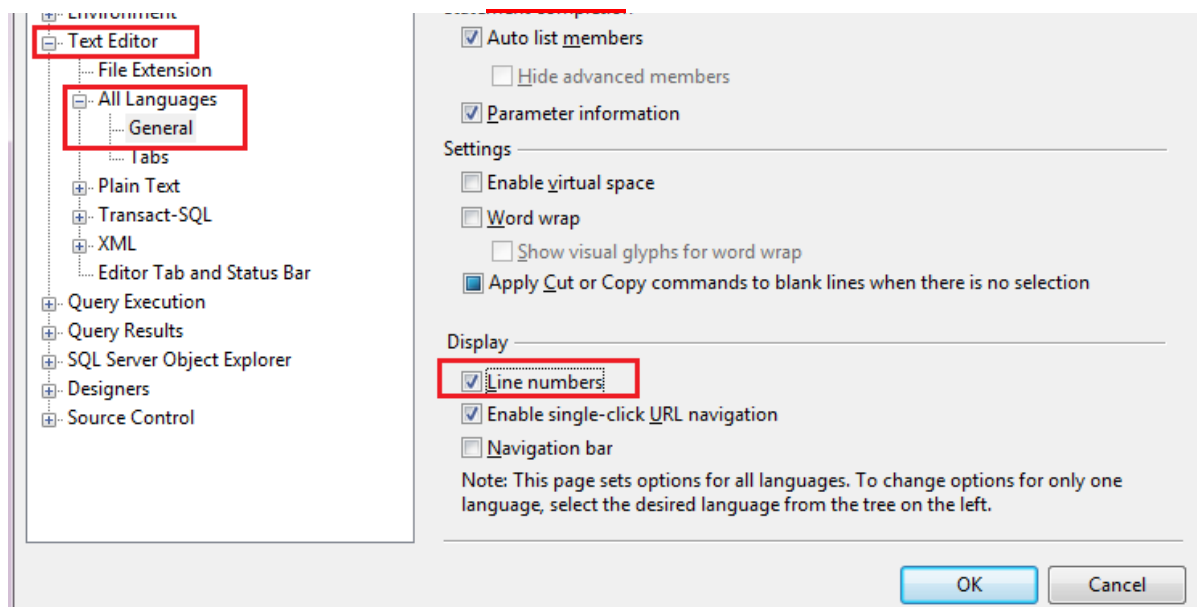 Environment
Text Editor
File Extension
All Languages
General
Tabs
Plain Text
Transact-SQL
XML
Editor Tab and Status Bar
Query Execution
Query Results
SQL Server Object Explorer
Designers
Source Control
Statement completion
Auto list members
Hide advanced members
Parameter information
Settings
Enable virtual space
Word wrap
Show visual glyphs for word wrap
Apply Cut or Copy commands to blank lines when there is no selection
Display
Line numbers
Enable single-click URL navigation
Navigation bar
Note: This page sets options for all languages. To change options for only one
language, select the desired language from the tree on the left.
OK
Cancel